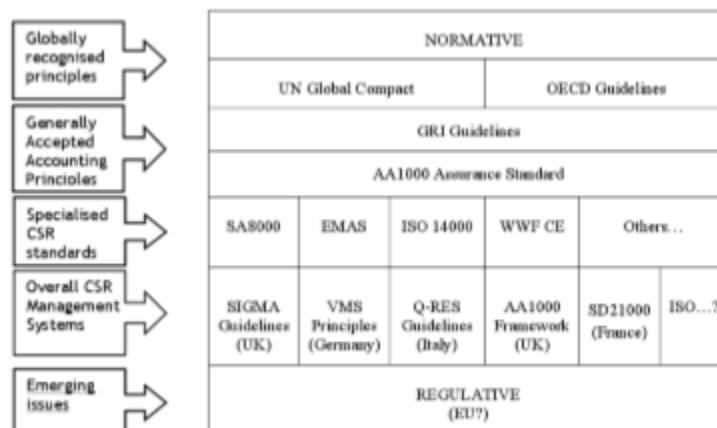 Globally
recognised
principles
NORMATIVE
UN Global Compact
OECD Guidelines
Generally
Accepted
Accounting
Princioles
GRI Guidelines
AA1000 Assurance Standard
Specialised
CSR
standards
SA8000
EMAS
ISO 14000
WWF CE
Others…
Overall CSR
Management
Systems
SIGMA
Guidelines
(UK)
VMS
Principles
(Germany)
Q-RES
Guidelines
(Italy)
AA1000
Framework
(UK)
SD21000
(France)
ISO…?
Emerging
issues
REGULATIVE
(EU?)